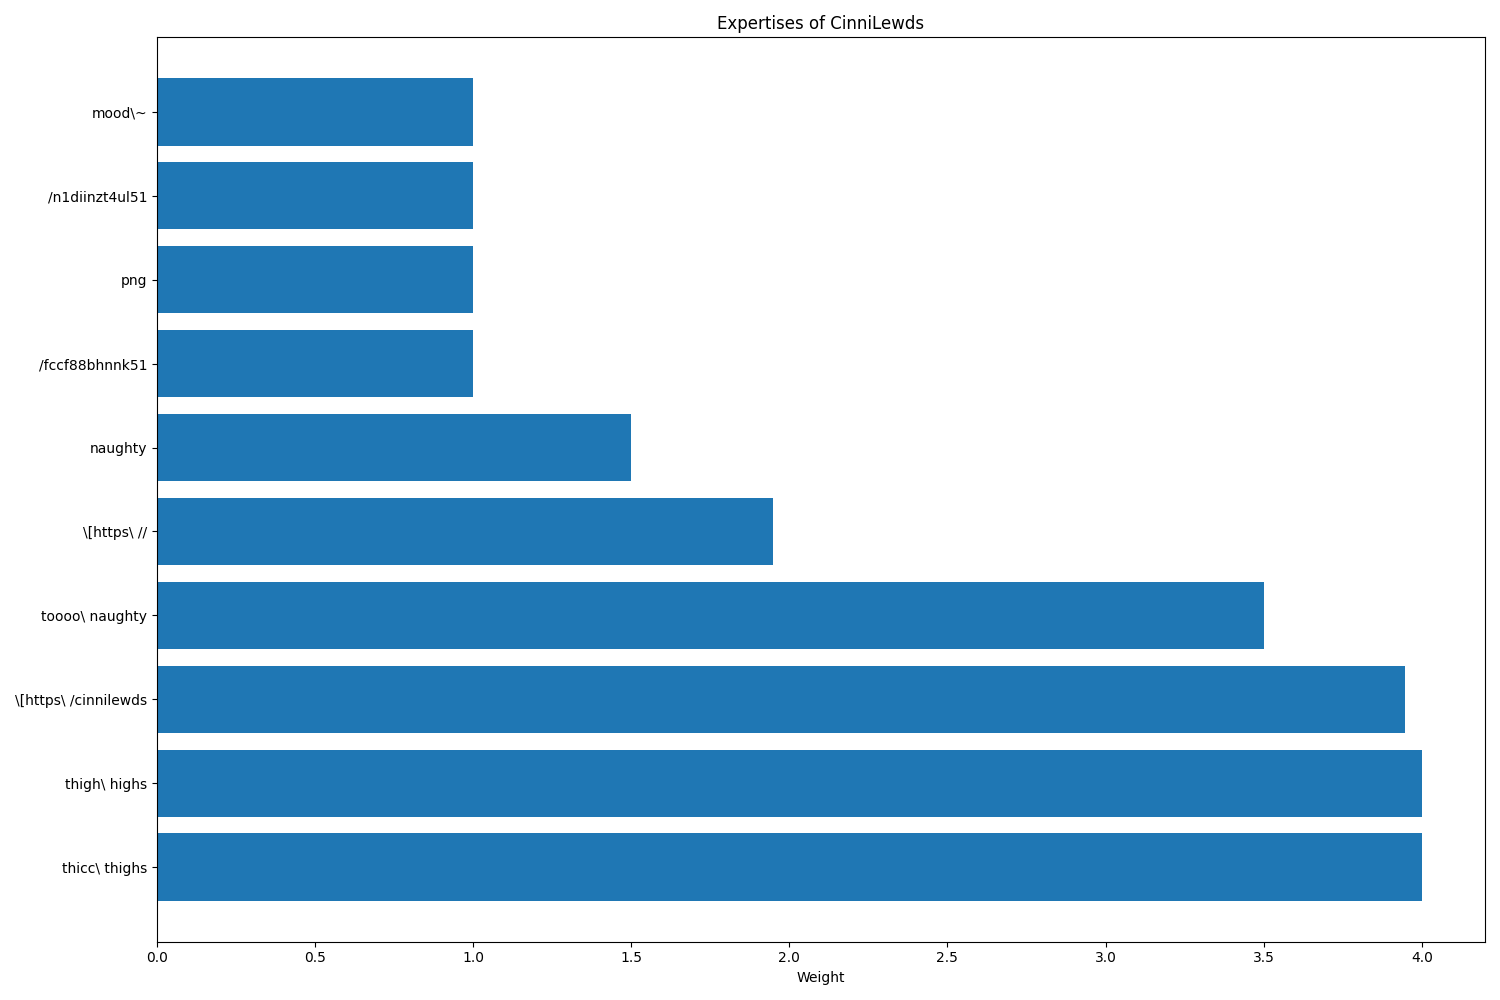 Expertises of CinniLewds
mood\~
/n1diinzt4ul51
png
/fccf88bhnnk51
naughty
\[https\ //
toooo\ naughty
\[https\ /cinnilewds
thigh\ highs
thicc\ thighs
0.0 0.5 1.0 1.5 2.0 2.5 3.0 3.5 4.0
Weight